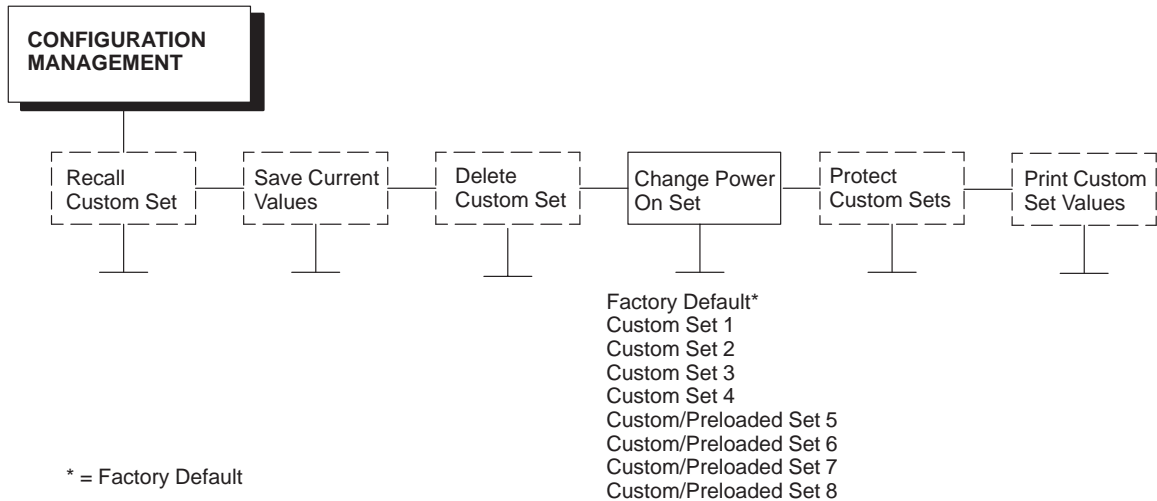 CONFIGURATION
MANAGEMENT
Recall
Custom Set
Save Current
Values
Delete
Custom Set
Change Power
On Set
Protect
Custom Sets
Print Custom
Set Values
Factory Default*
Custom Set 1
Custom Set 2
Custom Set 3
Custom Set 4
Custom/Preloaded Set 5
Custom/Preloaded Set 6
Custom/Preloaded Set 7
Custom/Preloaded Set 8
* = Factory Default